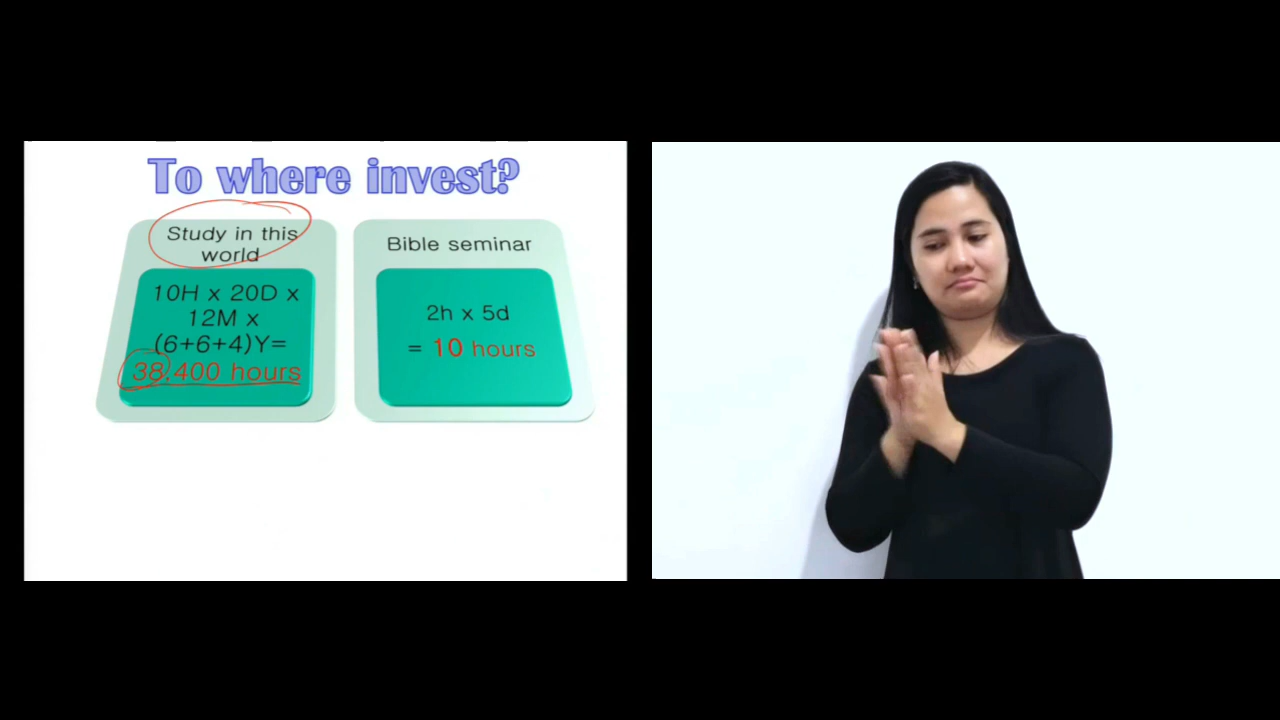 To where invest?
Study in this
world
10H x 20D x
12M x
(6+6+4)Y=
38.400 hours
Bible seminar
2h x 5d
= 10 hours